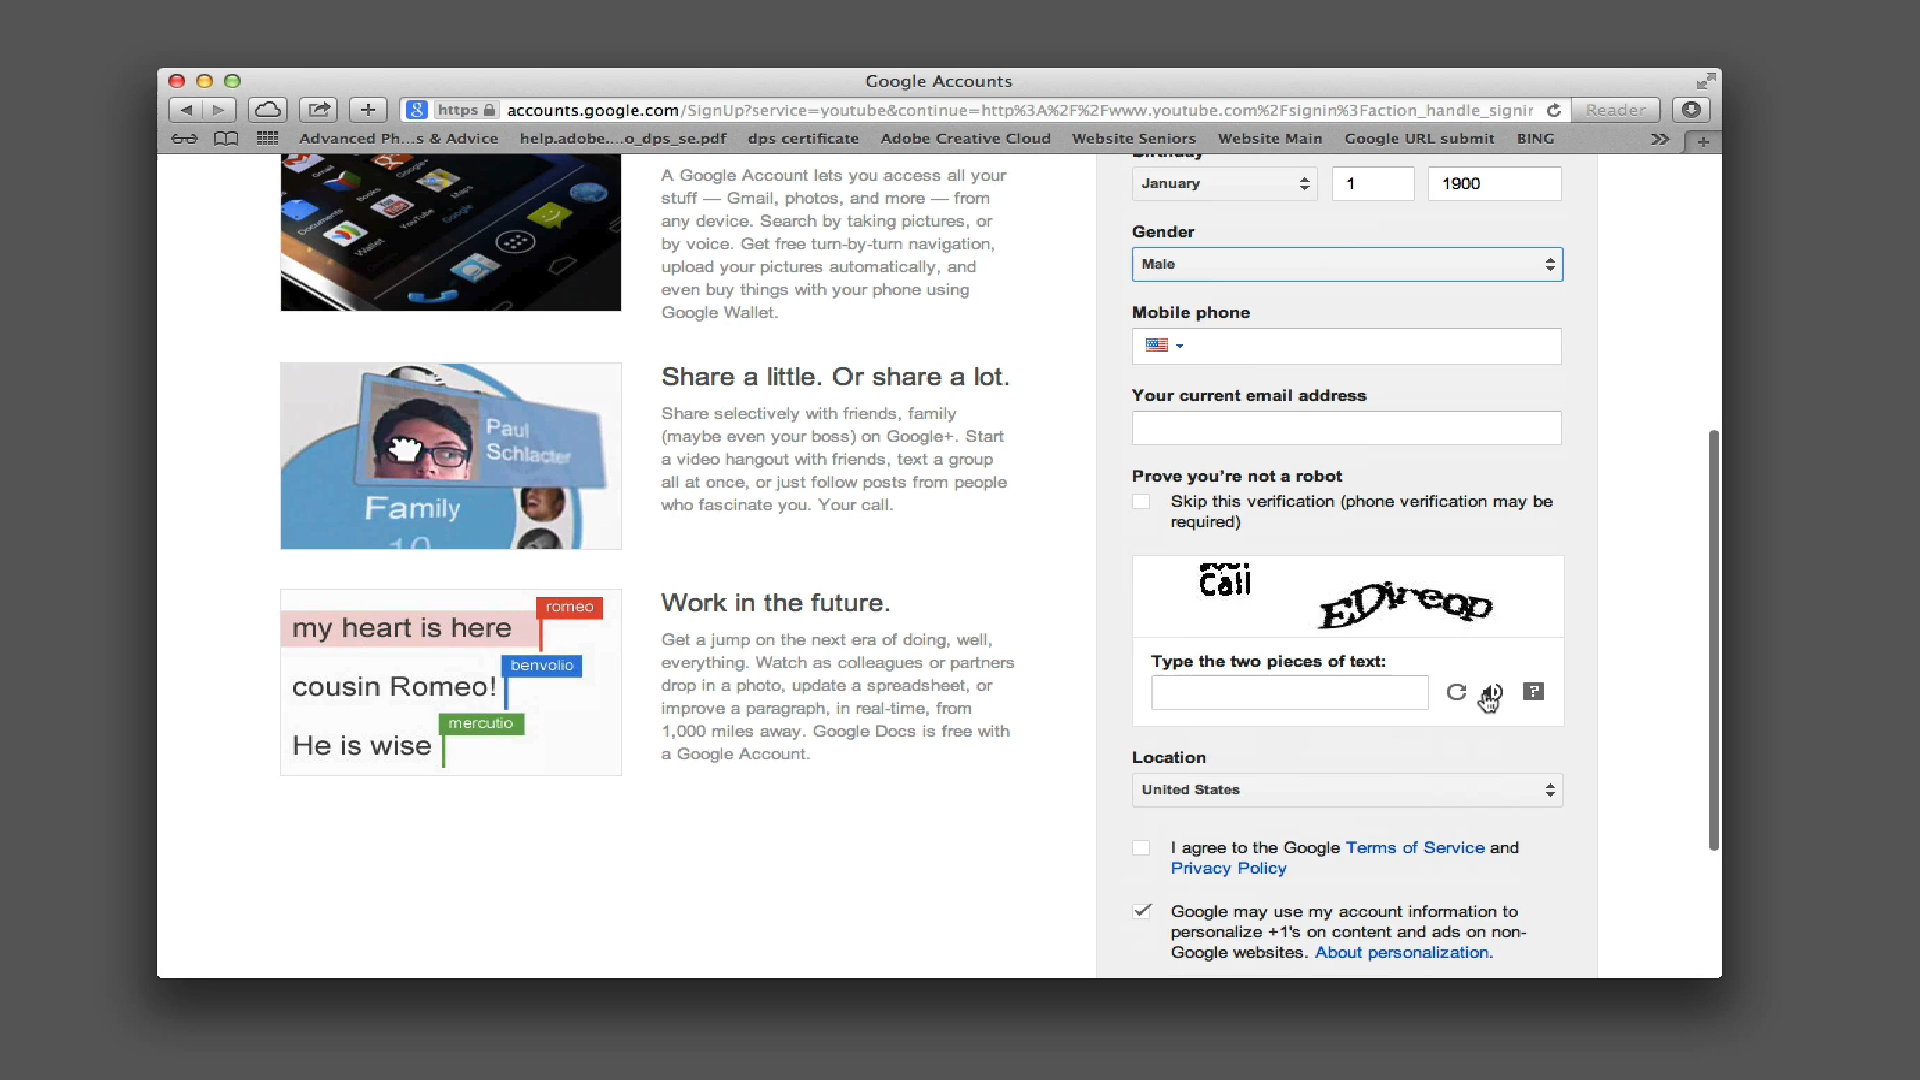 Google Accounts
https accounts.google.com/SignUp?service=youtube&continue=http%3A%2F%2Fwww.youtube.com%2Fsignin%3Faction_handle_signir
Reader
Advanced Ph...s & Advice help.adobe....o_dps_se.pdf dps certificate Adobe Creative Cloud Website Seniors Website Main Google URL submit BING
Gmail
Google+
Books
Maps
YouTube
Google
Wallet
A Google Account lets you access all your
stuff — Gmail, photos, and more — from
any device. Search by taking pictures, or
by voice. Get free turn-by-turn navigation,
upload your pictures automatically, and
even buy things with your phone using
Google Wallet.
Paul
Schlacter
Family
Share a little. Or share a lot.
Share selectively with friends, family
(maybe even your boss) on Google+. Start
a video hangout with friends, text a group
all at once, or just follow posts from people
who fascinate you. Your call.
romeo
my heart is here
benvolio
cousin Romeo!
mercutio
He is wise
Work in the future.
Get a jump on the next era of doing, well,
everything. Watch as colleagues or partners
drop in a photo, update a spreadsheet, or
improve a paragraph, in real-time, from
1,000 miles away. Google Docs is free with
a Google Account.
Birthday
January 1 1900
Gender
Male
Mobile phone
Your current email address
Prove you're not a robot
Skip this verification (phone verification may be
required)
Type the two pieces of text:
Location
United States
I agree to the Google Terms of Service and
Privacy Policy
Google may use my account information to
personalize +1's on content and ads on non-
Google websites. About personalization.